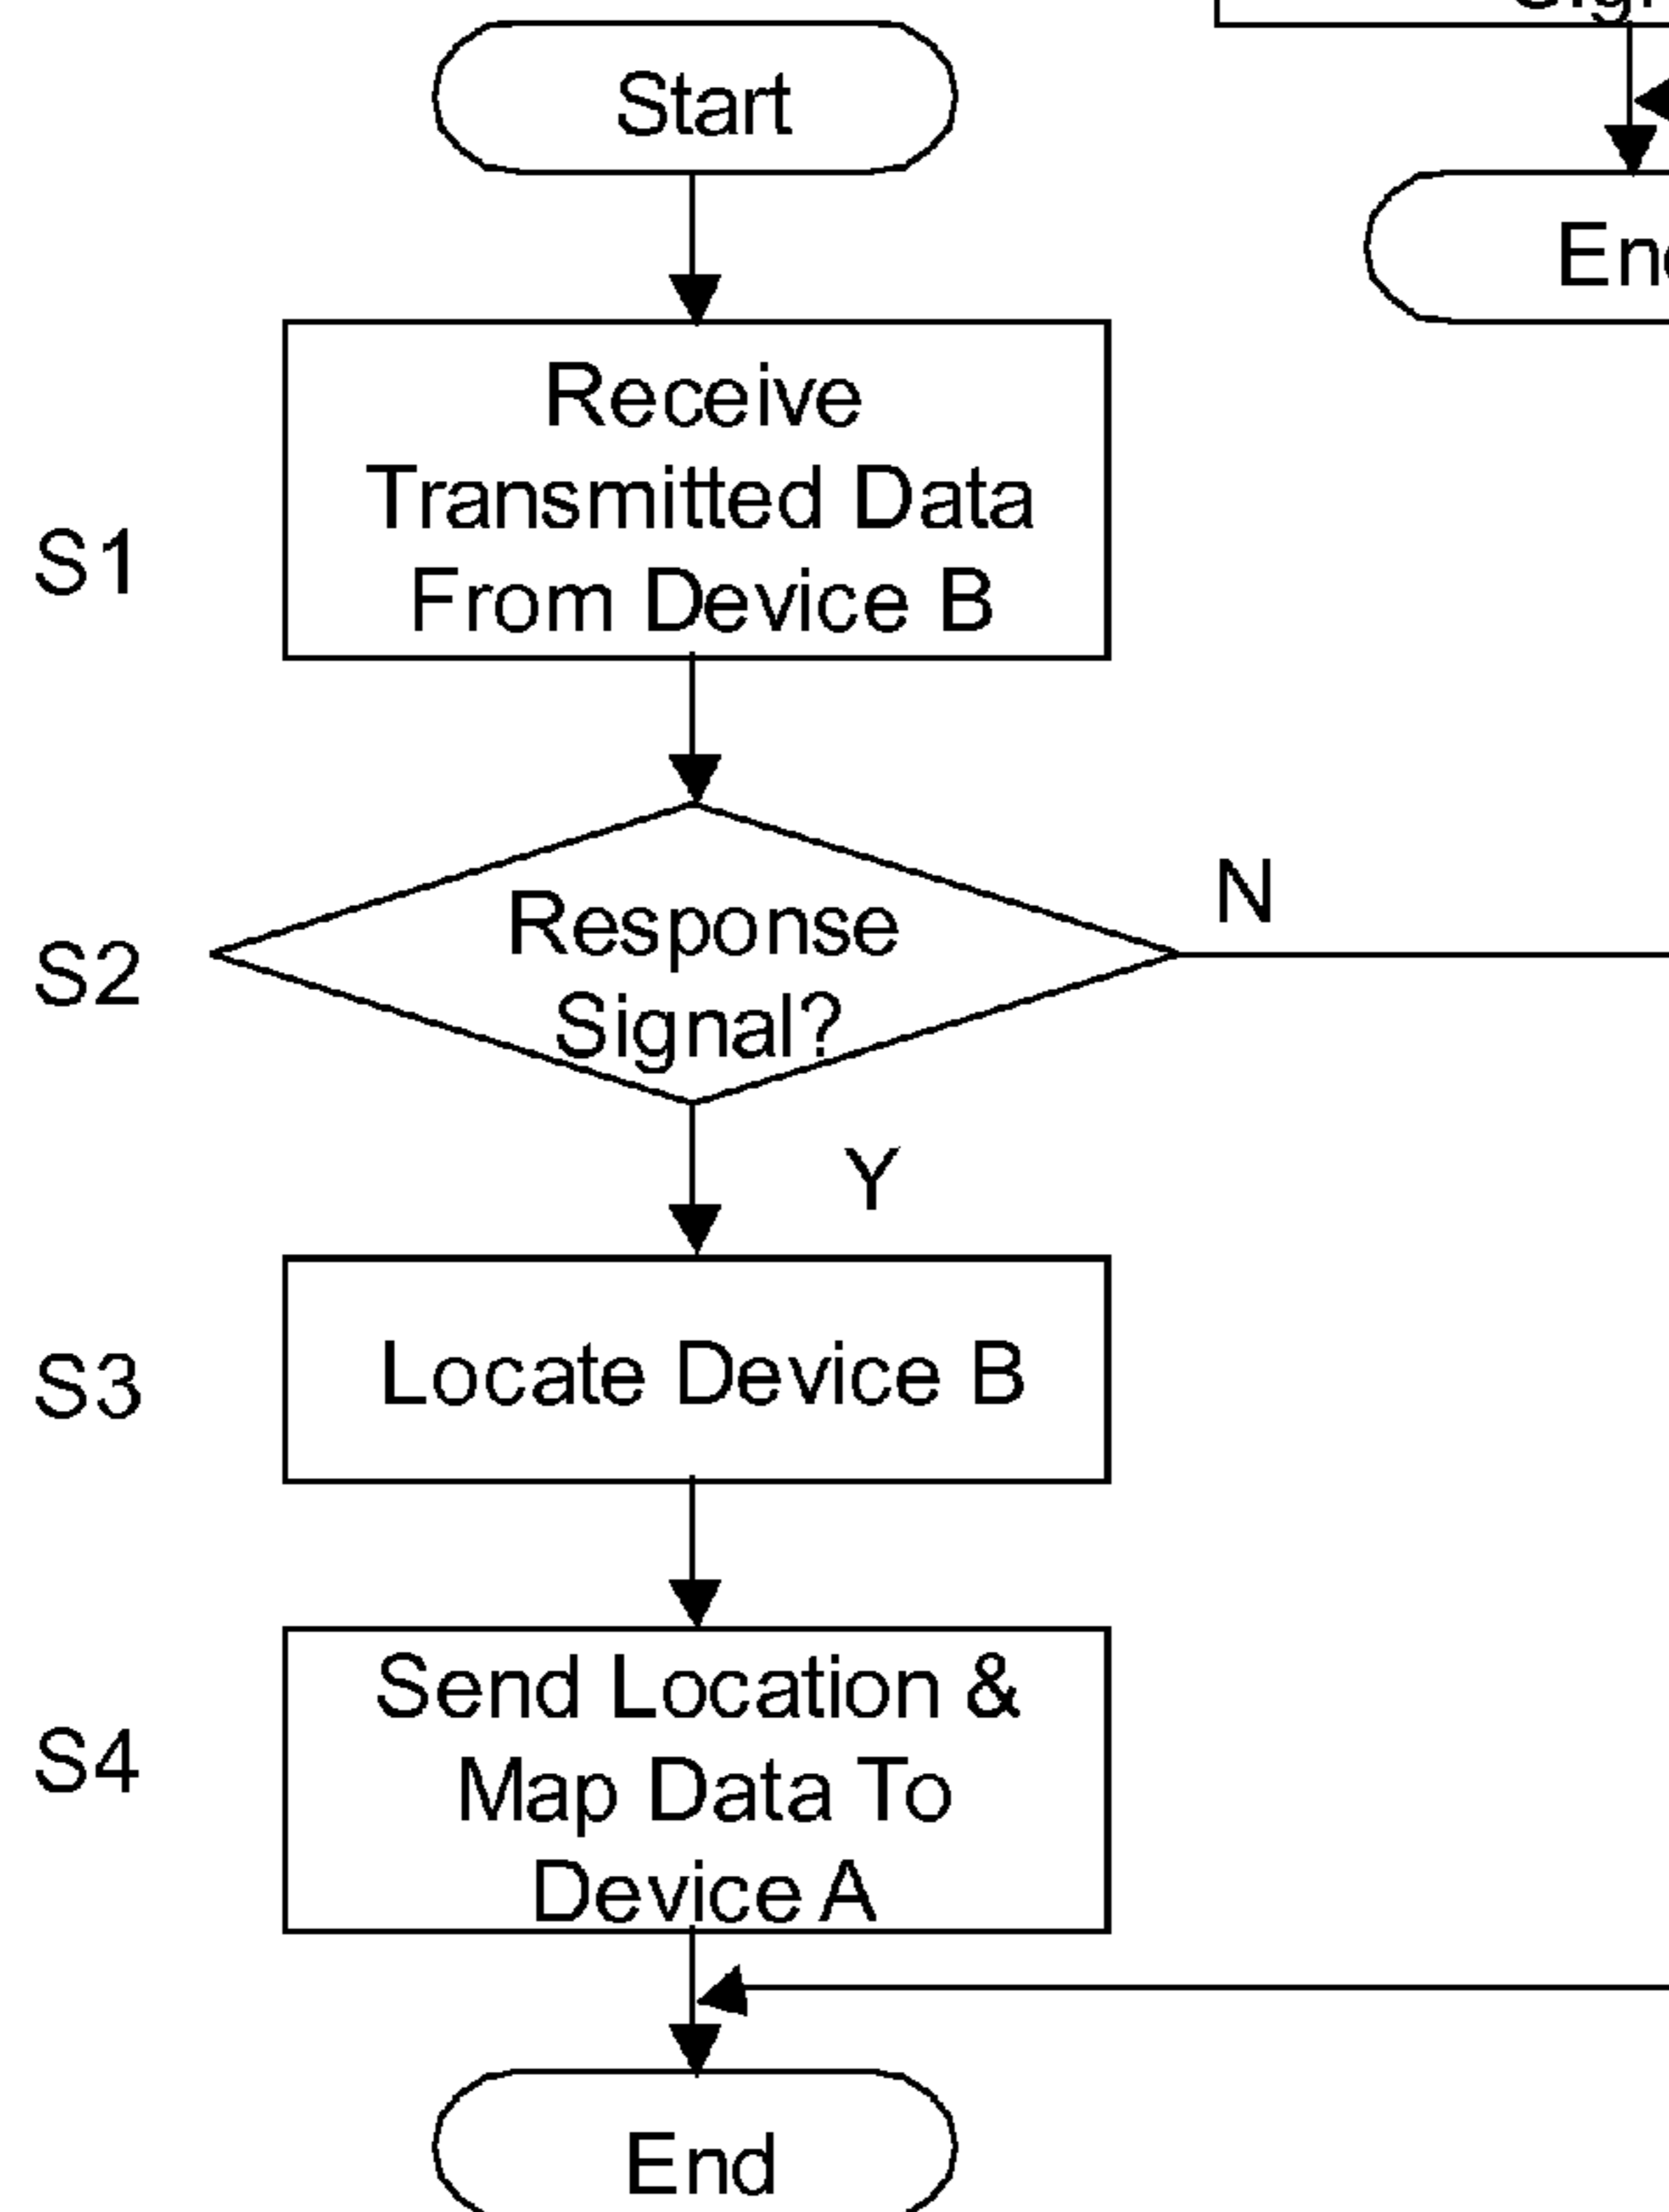 Start
S1
Receive
Transmitted Data
From Device B
S2
Response
Signal?
N
Y
S3
Locate Device B
S4
Send Location &
Map Data To
Device A
End